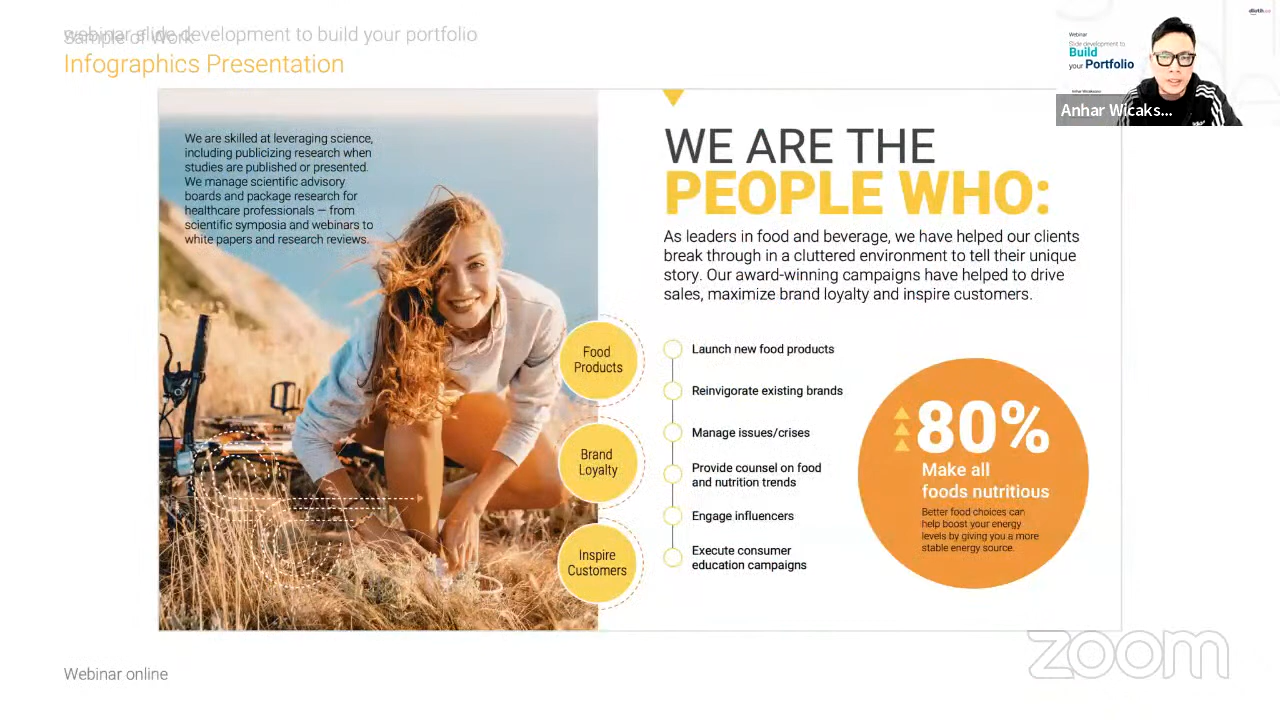 webinar slide development to build your portfolio
Sample of Work
Infographics Presentation
We are skilled at leveraging science,
including publicizing research when
studies are published or presented.
We manage scientific advisory
boards and package research for
healthcare professionals — from
scientific symposia and webinars to
white papers and research reviews.
Food
Products
Brand
Loyalty
Inspire
Customers
WE ARE THE
PEOPLE WHO:
As leaders in food and beverage, we have helped our clients
break through in a cluttered environment to tell their unique
story. Our award-winning campaigns have helped to drive
sales, maximize brand loyalty and inspire customers.
Launch new food products
Reinvigorate existing brands
Manage issues/crises
Provide counsel on food
and nutrition trends
Engage influencers
Execute consumer
education campaigns
80%
Make all
foods nutritious
Better food choices can
help boost your energy
levels by giving you a more
stable energy source.
Webinar
Slide development to
Build
your Portfolio
Anhar Wicaks...
zoom
Webinar online